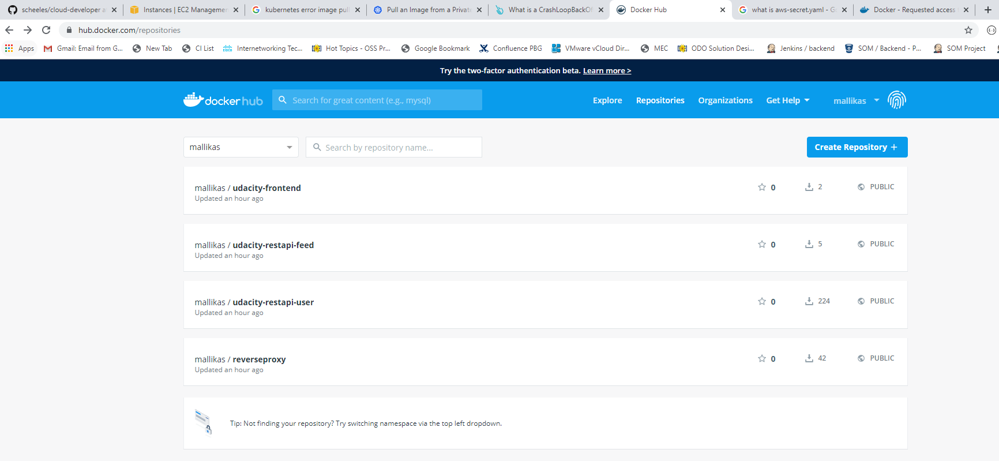 scheeles/cloud-developer a
Instances | EC2 Managemen
kubernetes error image pull
Pull an Image from a Private
What is a CrashLoopBackOf
Docker Hub
what is aws-secret.yaml - G
Docker - Requested access
hub.docker.com/repositories
Apps
Gmail: Email from G...
New Tab
CI List
Internetworking Tec...
Hot Topics - OSS Pr...
Google Bookmark
Confluence PBG
VMware vCloud Dir...
MEC
ODO Solution Desi...
Jenkins / backend
SOM / Backend - P...
SOM Project
Try the two-factor authentication beta. Learn more >
docker hub
Search for great content (e.g., mysql)
Explore
Repositories
Organizations
Get Help
mallikas
mallikas
Search by repository name...
Create Repository +
mallikas / udacity-frontend
Updated an hour ago
0
2
PUBLIC
mallikas / udacity-restapi-feed
Updated an hour ago
0
5
PUBLIC
mallikas / udacity-restapi-user
Updated an hour ago
0
224
PUBLIC
mallikas / reverseproxy
Updated an hour ago
0
42
PUBLIC
Tip: Not finding your repository? Try switching namespace via the top left dropdown.